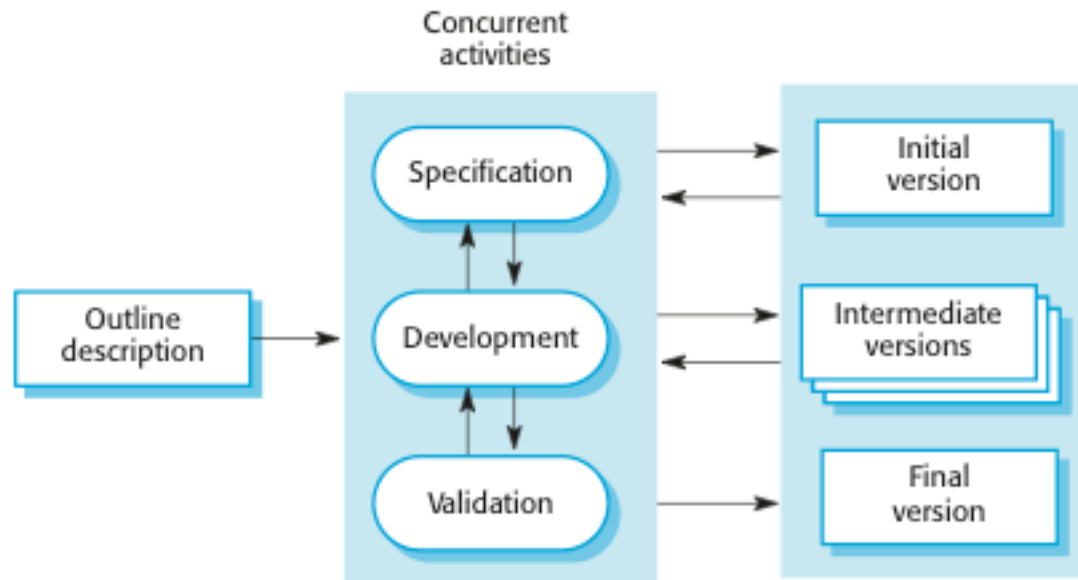 Concurrent
activities
Specification
Initial
version
Outline
description
Development
Intermediate
versions
Validation
Final
version